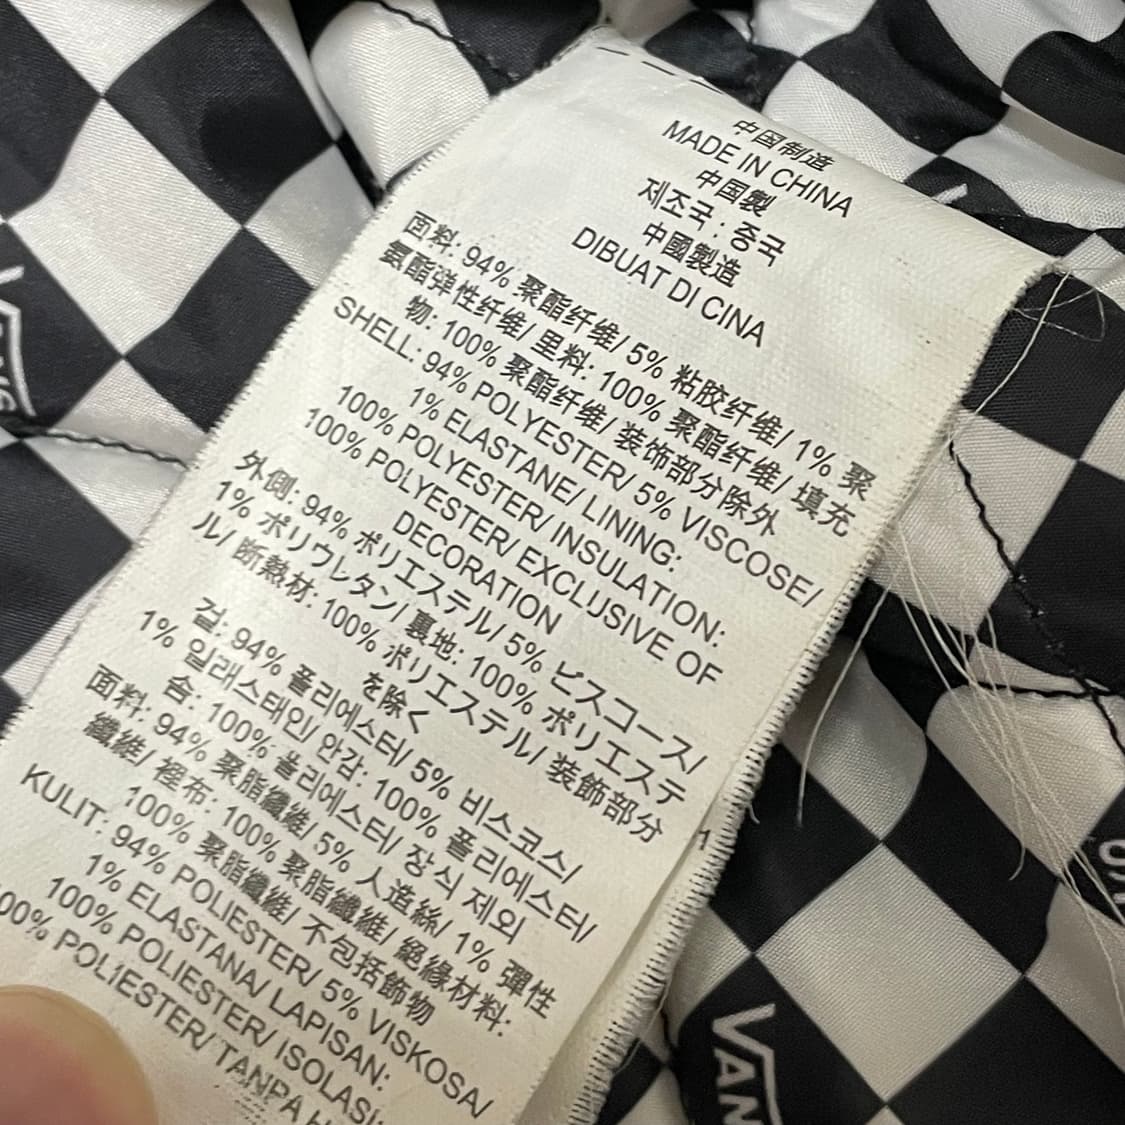 中国制造
MADE IN CHINA
中国製
제조국 : 중국
中國製造
DIBUAT DI CINA
面料: 94% 聚酯纤维/ 5% 粘胶纤维/ 1% 聚
氨酯弹性纤维/ 里料: 100% 聚酯纤维/ 填充
物: 100% 聚酯纤维/ 装饰部分除外
SHELL: 94% POLYESTER/ 5% VISCOSE/
1% ELASTANE/ LINING:
100% POLYESTER/ INSULATION:
100% POLYESTER/ EXCLUSIVE OF
DECORATION
外側: 94% ポリエステル/ 5% ビスコース/
1% ポリウレタン/ 裏地: 100% ポリエステ
ル/ 断熱材: 100% ポリエステル/ 装飾部分
を除く
겉: 94% 폴리에스터/ 5% 비스코스/
1% 일래스태인/ 안감: 100% 폴리에스터/
솜: 100% 폴리에스터/ 장식 제외
面料: 94% 聚脂纖維/ 5% 人造絲/ 1% 彈性
纖維/ 裡布: 100% 聚脂纖維/ 絕緣材料:
100% 聚脂纖維/ 不包括飾物
KULIT: 94% POLIESTER/ 5% VISKOSA/
1% ELASTANA/ LAPISAN:
100% POLIESTER/ ISOLASI:
100% POLIESTER/ TANPA
VANS
VAN